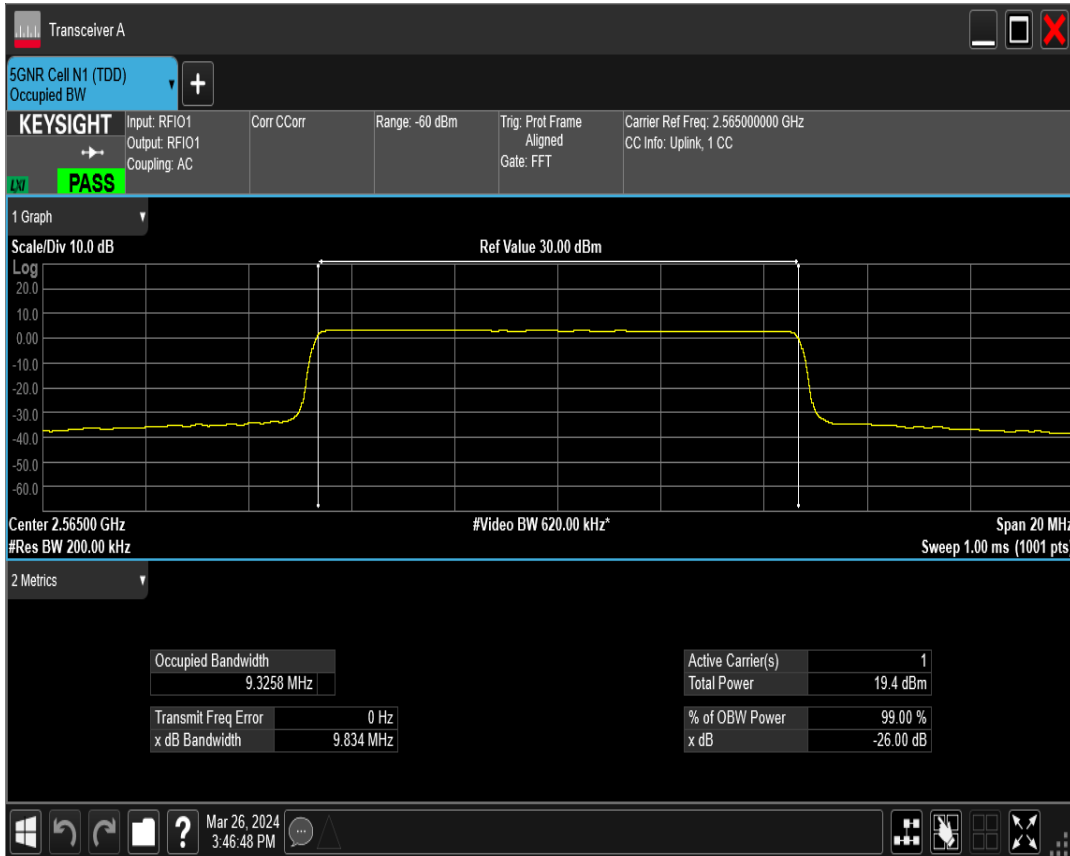 Transceiver A
5GNR Cell N1 (TDD)
Occupied BW
+
KEYSIGHT
LXI
PASS
Input: RFIO1
Output: RFIO1
Coupling: AC
Corr CCorr
Range: -60 dBm
Trig: Prot Frame
Aligned
Gate: FFT
Carrier Ref Freq: 2.565000000 GHz
CC Info: Uplink, 1 CC
1 Graph
Scale/Div 10.0 dB
Ref Value 30.00 dBm
Log
20.0
10.0
0.00
-10.0
-20.0
-30.0
-40.0
-50.0
-60.0
Center 2.56500 GHz
#Video BW 620.00 kHz*
Span 20 MHz
#Res BW 200.00 kHz
Sweep 1.00 ms (1001 pts)
2 Metrics
Occupied Bandwidth
9.3258 MHz
Transmit Freq Error 0 Hz
x dB Bandwidth 9.834 MHz
Active Carrier(s) 1
Total Power 19.4 dBm
% of OBW Power 99.00 %
x dB -26.00 dB
?
Mar 26, 2024
3:46:48 PM